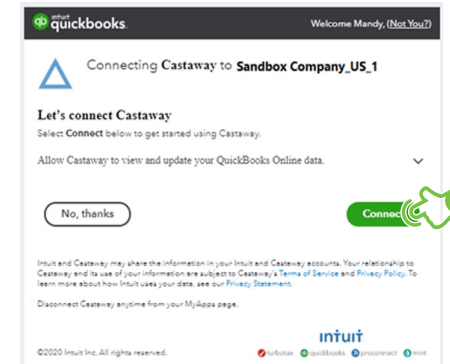 intuit
quickbooks.
Welcome Mandy, (Not You?)
Connecting Castaway to Sandbox Company_US_1
Let's connect Castaway
Select Connect below to get started using Castaway.
Allow Castaway to view and update your QuickBooks Online data.
No, thanks
Connec
Intuit and Castaway may share the information in your Intuit and Castaway accounts. Your relationship to
Castaway and its use of your information are subject to Castaway's Terms of Service and Privacy Policy. To
learn more about how Intuit uses your data, see our Privacy Statement.
Disconnect Castaway anytime from your MyApps page.
intuit
©2020 Intuit Inc. All rights reserved.
turbotax quickbooks proconnect mint